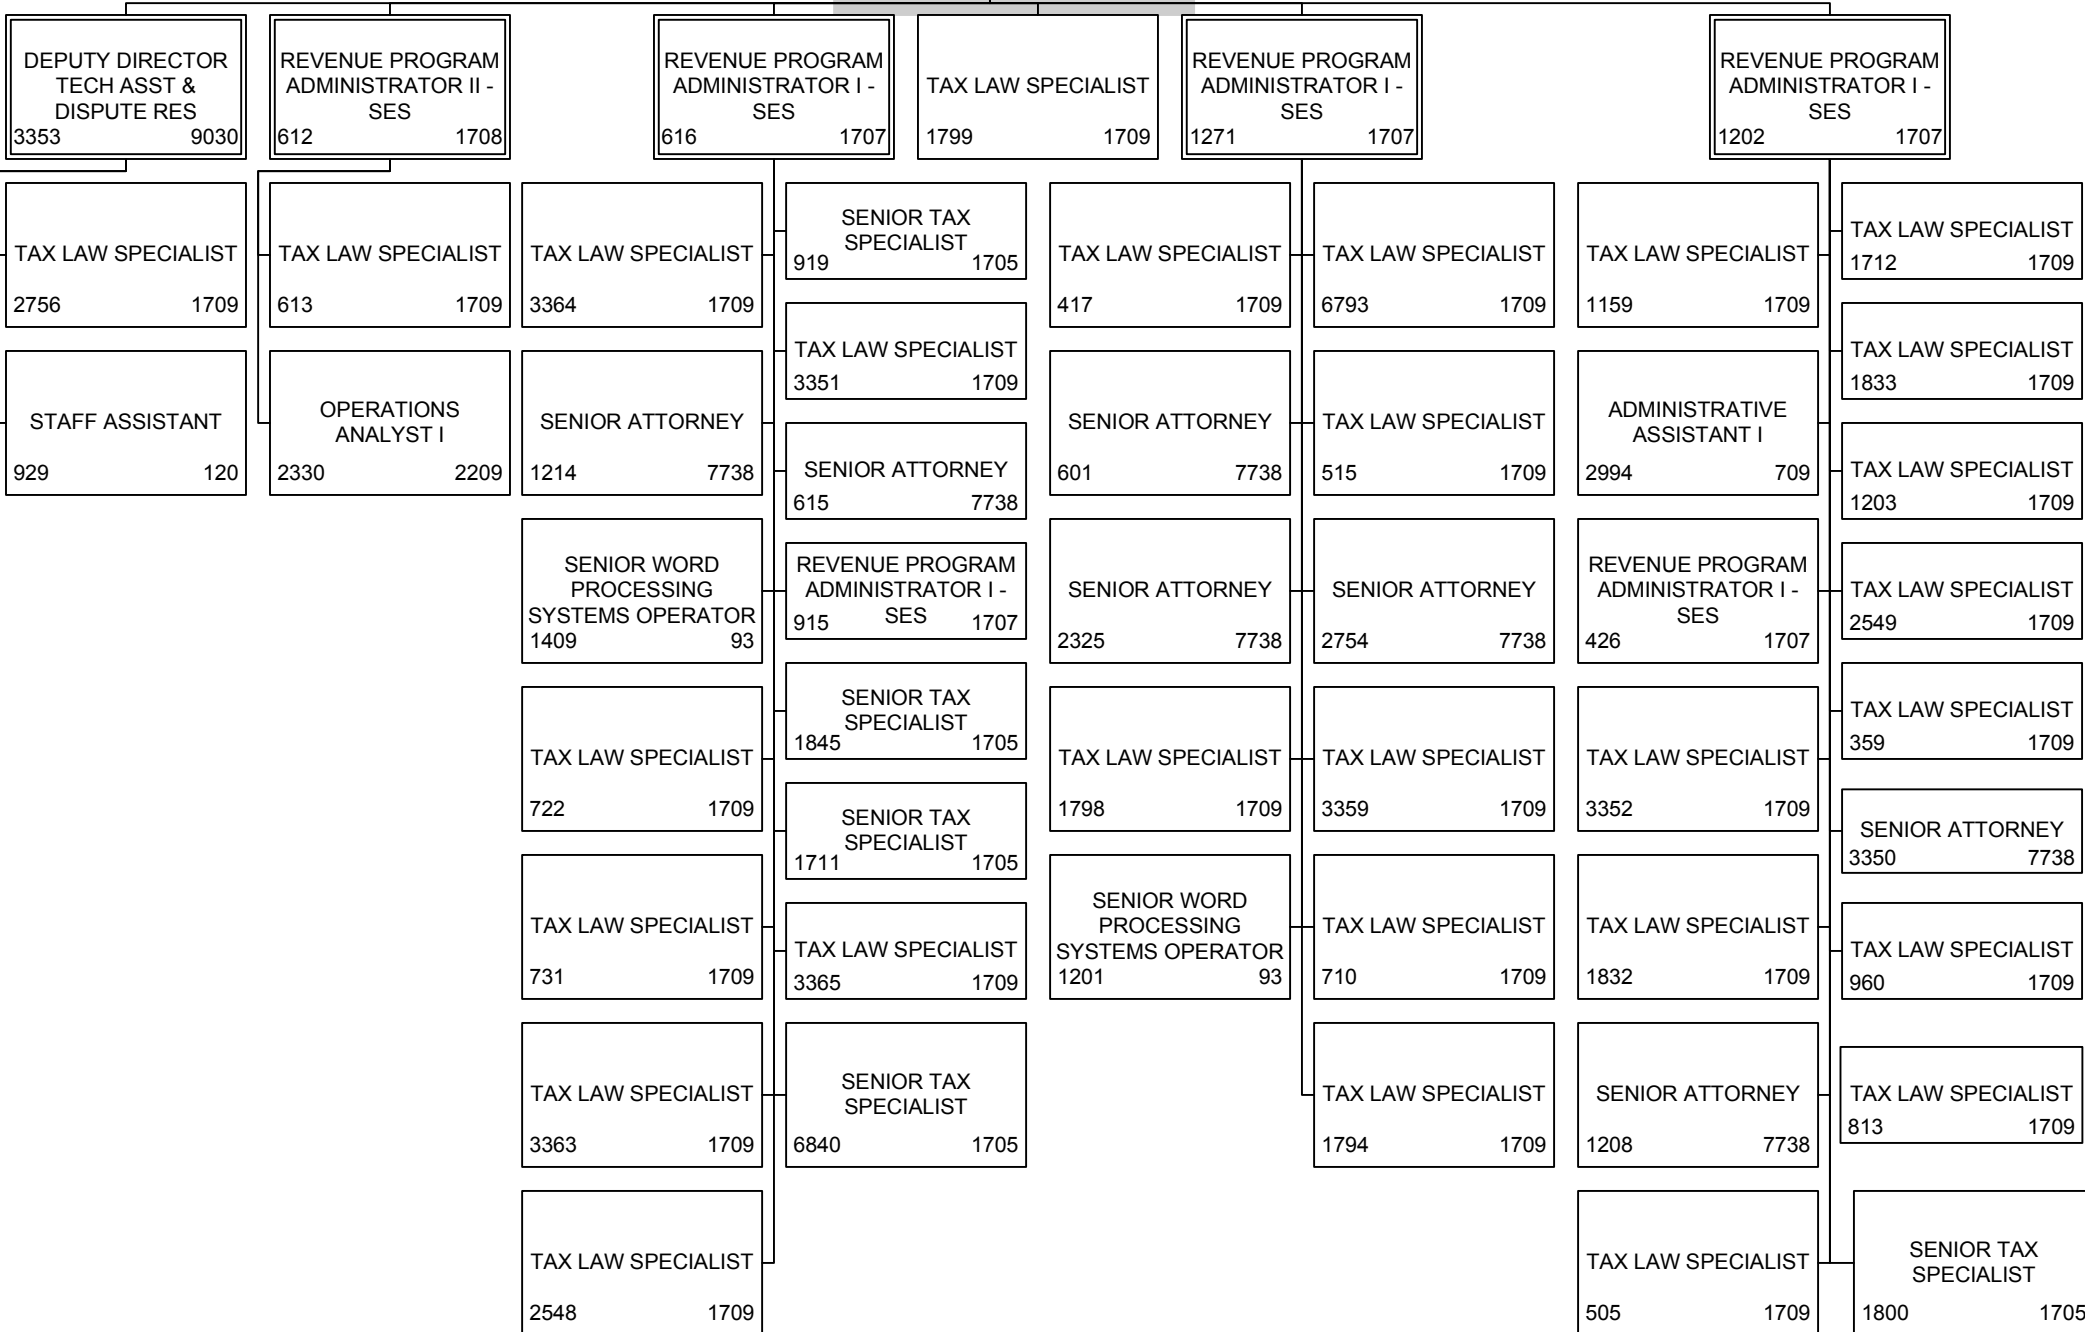 DEPUTY DIRECTOR
TECH ASST &
DISPUTE RES
3353 9030
REVENUE PROGRAM
ADMINISTRATOR II -
SES
612 1708
REVENUE PROGRAM
ADMINISTRATOR I -
SES
616 1707
TAX LAW SPECIALIST
1799 1709
REVENUE PROGRAM
ADMINISTRATOR I -
SES
1271 1707
REVENUE PROGRAM
ADMINISTRATOR I -
SES
1202 1707
TAX LAW SPECIALIST
2756 1709
STAFF ASSISTANT
929 120
TAX LAW SPECIALIST
613 1709
OPERATIONS
ANALYST I
2330 2209
TAX LAW SPECIALIST
3364 1709
SENIOR ATTORNEY
1214 7738
SENIOR WORD
PROCESSING
SYSTEMS OPERATOR
1409 93
TAX LAW SPECIALIST
722 1709
TAX LAW SPECIALIST
731 1709
TAX LAW SPECIALIST
3363 1709
TAX LAW SPECIALIST
2548 1709
SENIOR TAX
SPECIALIST
919 1705
TAX LAW SPECIALIST
3351 1709
SENIOR ATTORNEY
615 7738
REVENUE PROGRAM
ADMINISTRATOR I -
SES
915 1707
SENIOR TAX
SPECIALIST
1845 1705
SENIOR TAX
SPECIALIST
1711 1705
TAX LAW SPECIALIST
3365 1709
SENIOR TAX
SPECIALIST
6840 1705
TAX LAW SPECIALIST
417 1709
SENIOR ATTORNEY
601 7738
SENIOR ATTORNEY
2325 7738
TAX LAW SPECIALIST
1798 1709
SENIOR WORD
PROCESSING
SYSTEMS OPERATOR
1201 93
TAX LAW SPECIALIST
6793 1709
TAX LAW SPECIALIST
515 1709
SENIOR ATTORNEY
2754 7738
TAX LAW SPECIALIST
3359 1709
TAX LAW SPECIALIST
710 1709
TAX LAW SPECIALIST
1794 1709
TAX LAW SPECIALIST
1159 1709
ADMINISTRATIVE
ASSISTANT I
2994 709
REVENUE PROGRAM
ADMINISTRATOR I -
SES
426 1707
TAX LAW SPECIALIST
3352 1709
TAX LAW SPECIALIST
1832 1709
SENIOR ATTORNEY
1208 7738
TAX LAW SPECIALIST
505 1709
TAX LAW SPECIALIST
1712 1709
TAX LAW SPECIALIST
1833 1709
TAX LAW SPECIALIST
1203 1709
TAX LAW SPECIALIST
2549 1709
TAX LAW SPECIALIST
359 1709
SENIOR ATTORNEY
3350 7738
TAX LAW SPECIALIST
960 1709
TAX LAW SPECIALIST
813 1709
SENIOR TAX
SPECIALIST
1800 1705